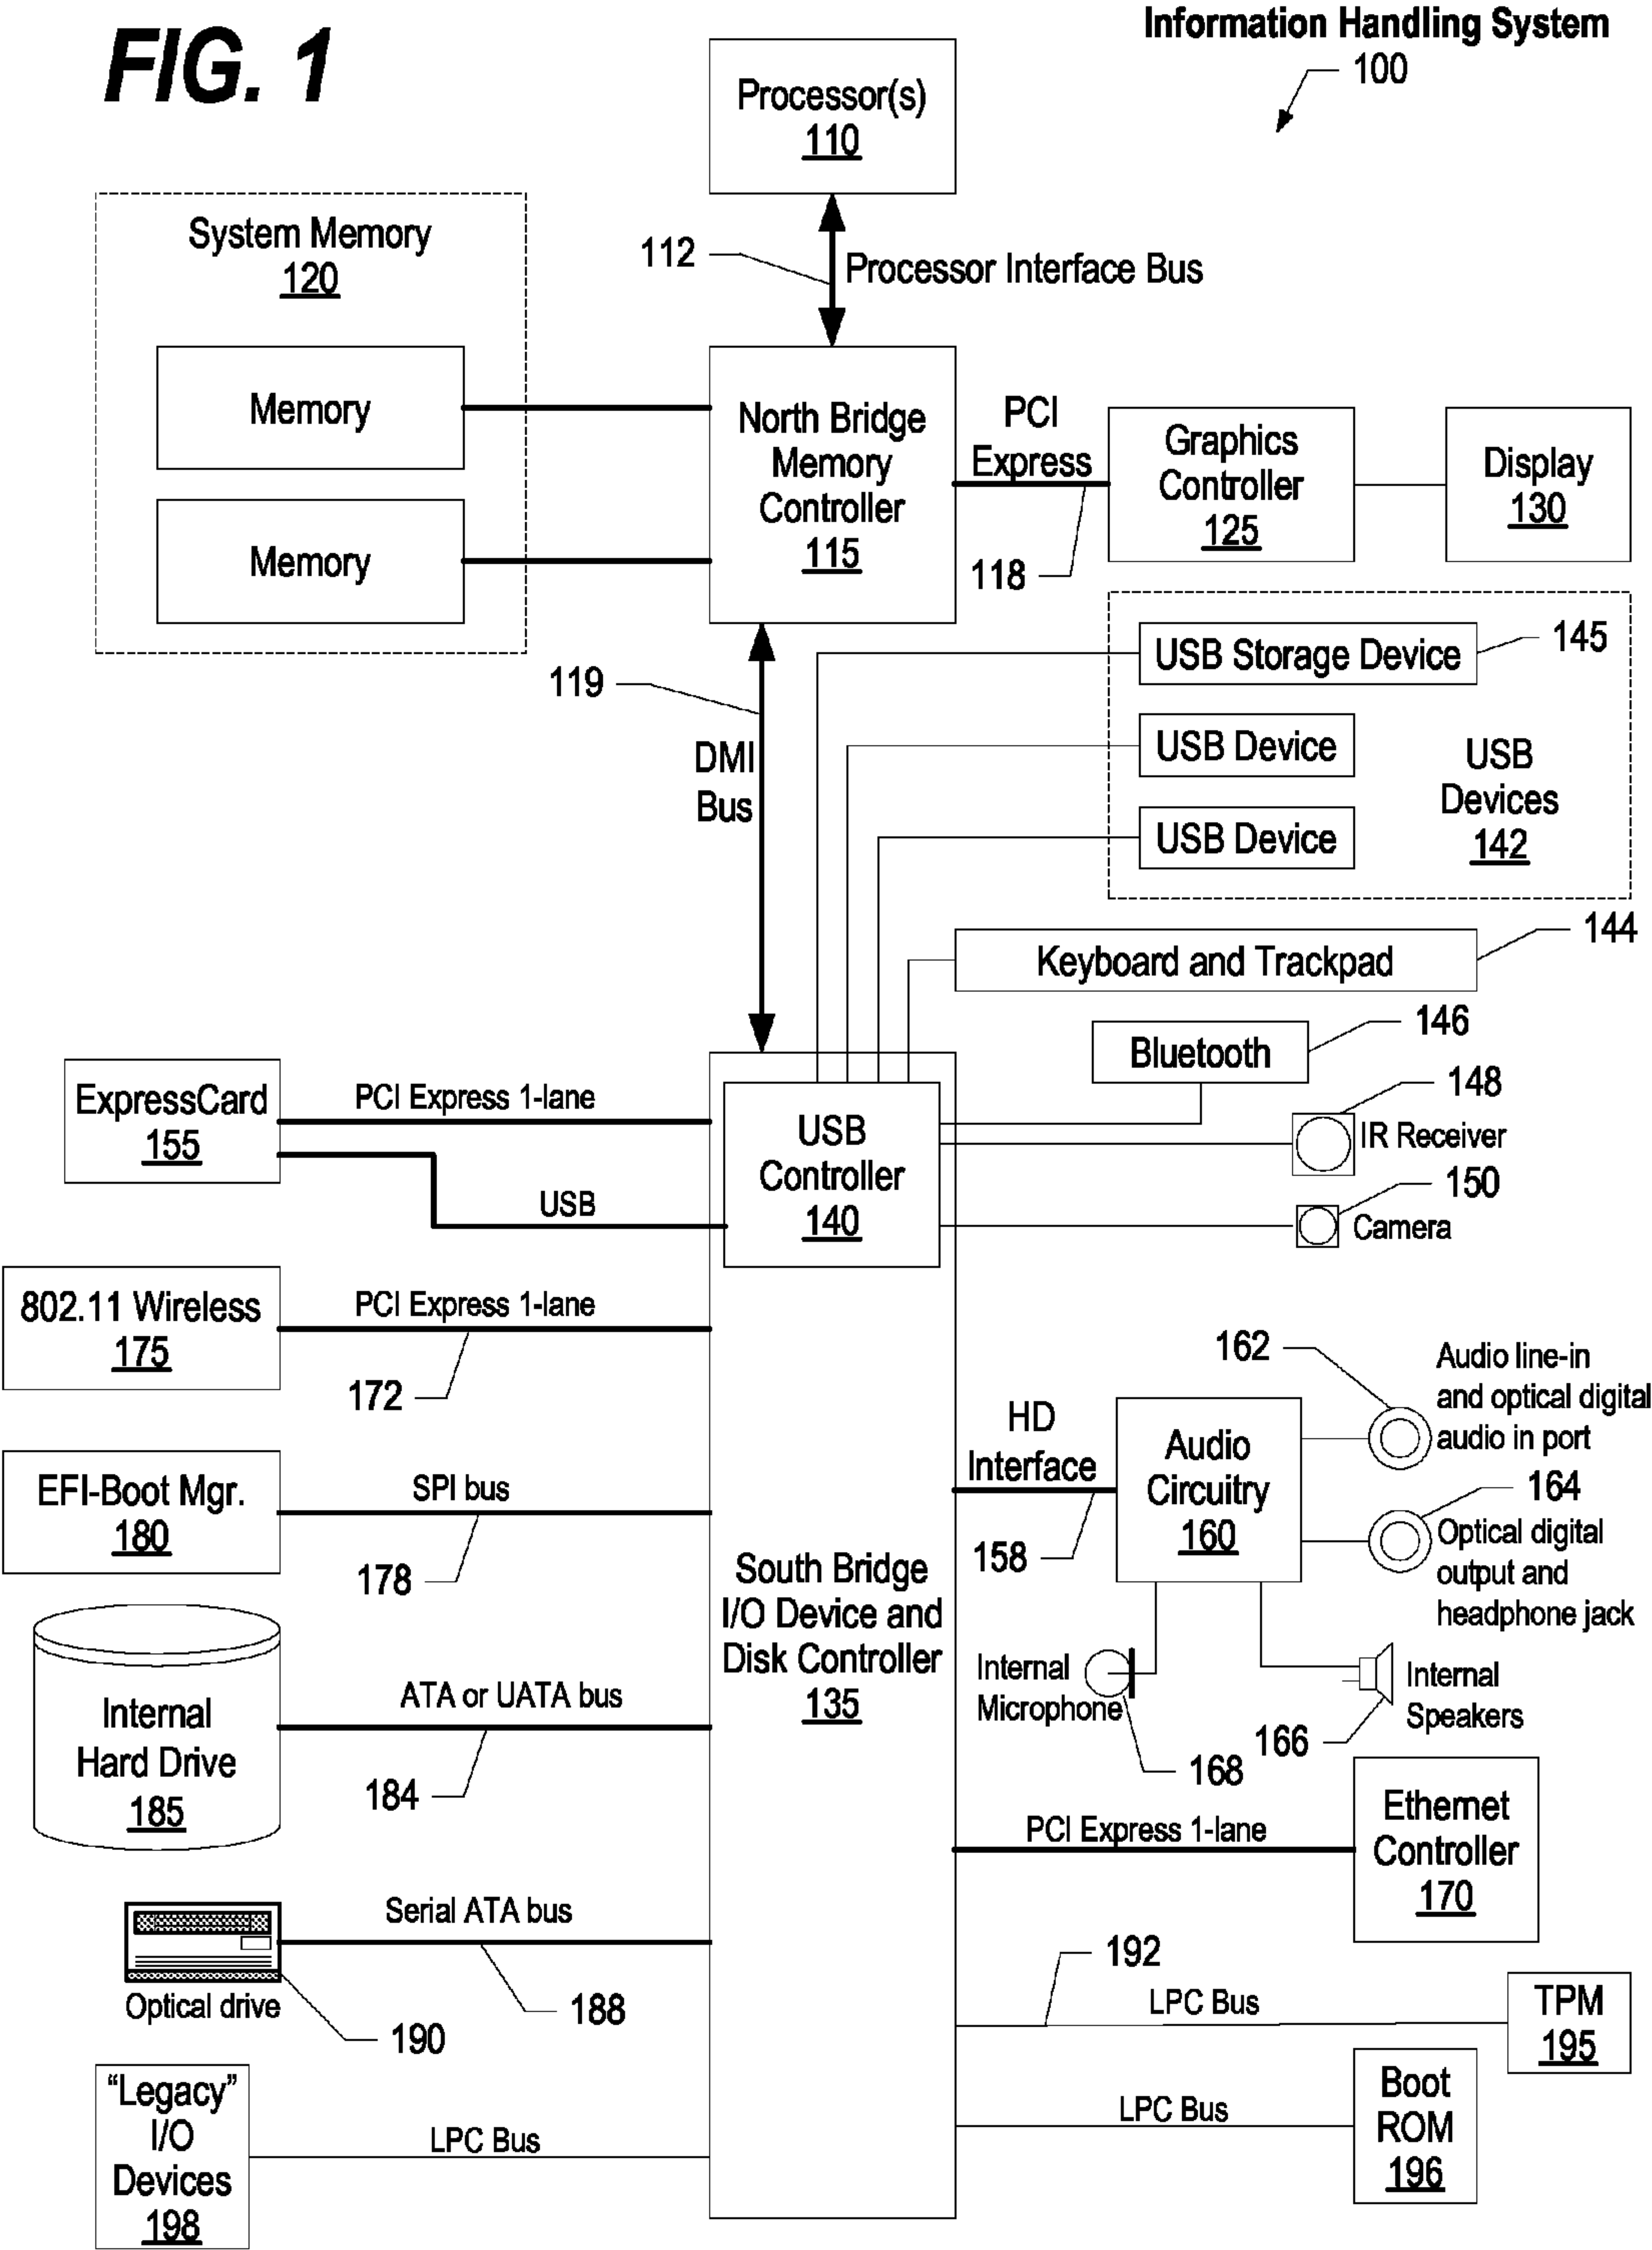 FIG. 1
Information Handling System
100
Processor(s)
110
System Memory
120
112
Processor Interface Bus
Memory
Memory
North Bridge
Memory
Controller
115
PCI
Express
118
Graphics
Controller
125
Display
130
119
DMI
Bus
USB Storage Device
145
USB Device
USB Device
USB
Devices
142
144
Keyboard and Trackpad
Bluetooth
146
148
IR Receiver
150
Camera
ExpressCard
155
PCI Express 1-lane
USB
USB
Controller
140
802.11 Wireless
175
PCI Express 1-lane
172
EFI-Boot Mgr.
180
SPI bus
178
South Bridge
I/O Device and
Disk Controller
135
HD
Interface
158
Audio
Circuitry
160
162
Audio line-in
and optical digital
audio in port
164
Optical digital
output and
headphone jack
Internal
Microphone
168
Internal
Speakers
166
Internal
Hard Drive
185
ATA or UATA bus
184
PCI Express 1-lane
Ethernet
Controller
170
Serial ATA bus
188
Optical drive
190
192
LPC Bus
TPM
195
"Legacy"
I/O
Devices
198
LPC Bus
LPC Bus
Boot
ROM
196